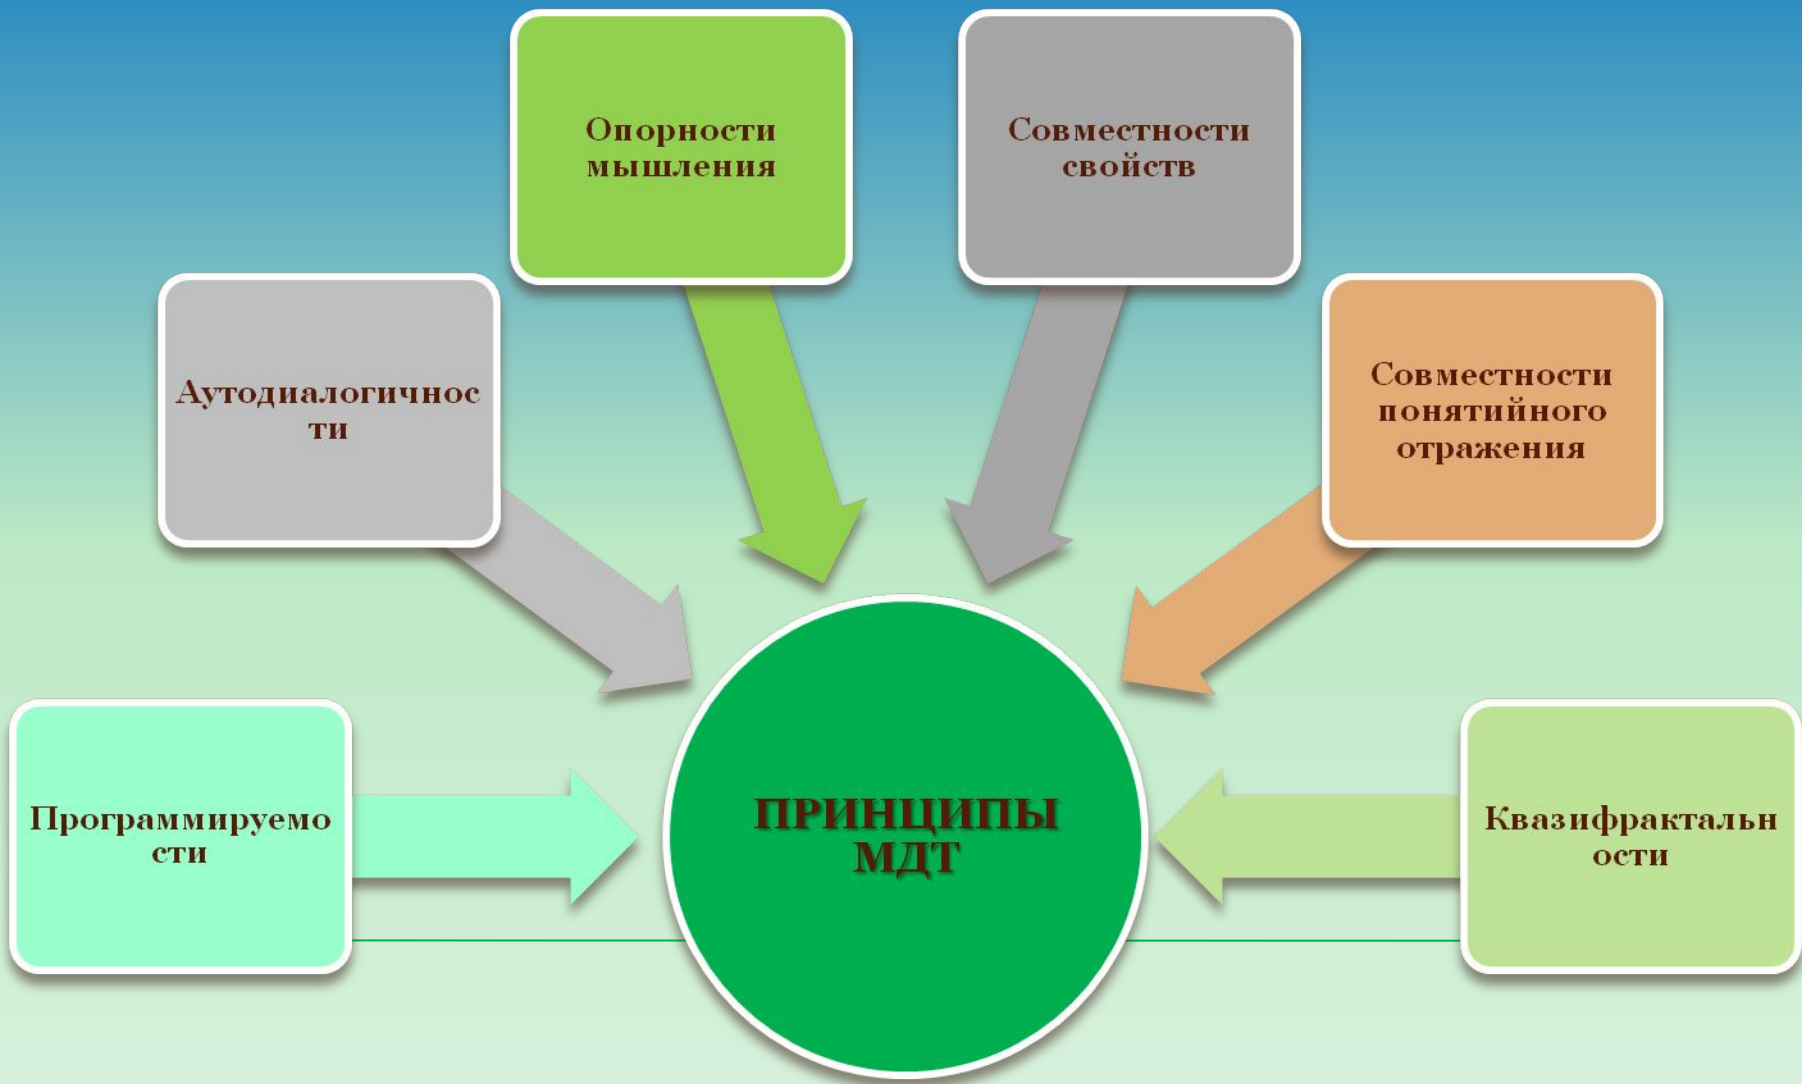 Опорности
мышления
Совместности
свойств
Аутодиалогичнос
ти
Совместности
понятийного
отражения
Программируемо
сти
ПРИНЦИПЫ
МДТ
Квазифрактальн
ости